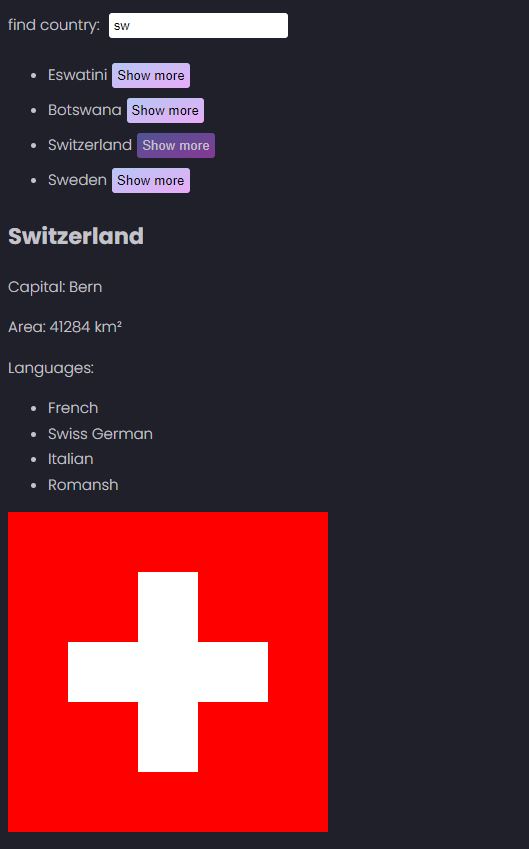 find country: sw
Eswatini Show more
Botswana Show more
Switzerland Show more
Sweden Show more
Switzerland
Capital: Bern
Area: 41284 km²
Languages:
French
Swiss German
Italian
Romansh